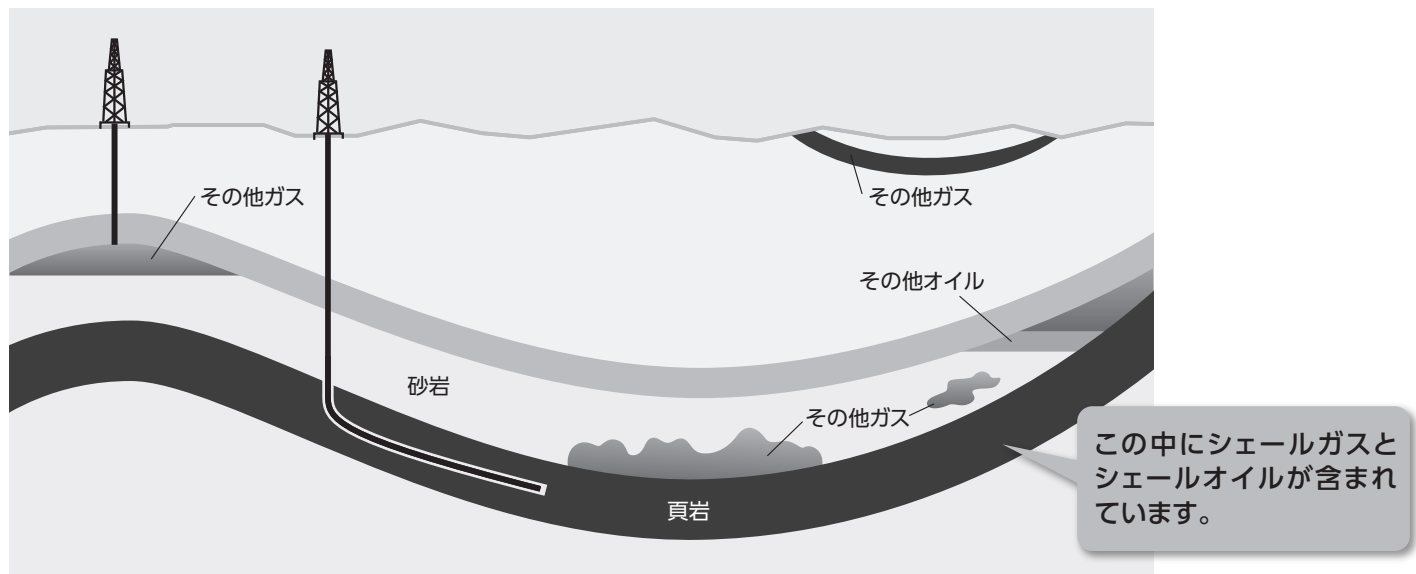 その他ガス
その他ガス
その他オイル
砂岩
その他ガス
頁岩
この中にシェールガスと
シェールオイルが含まれ
ています。